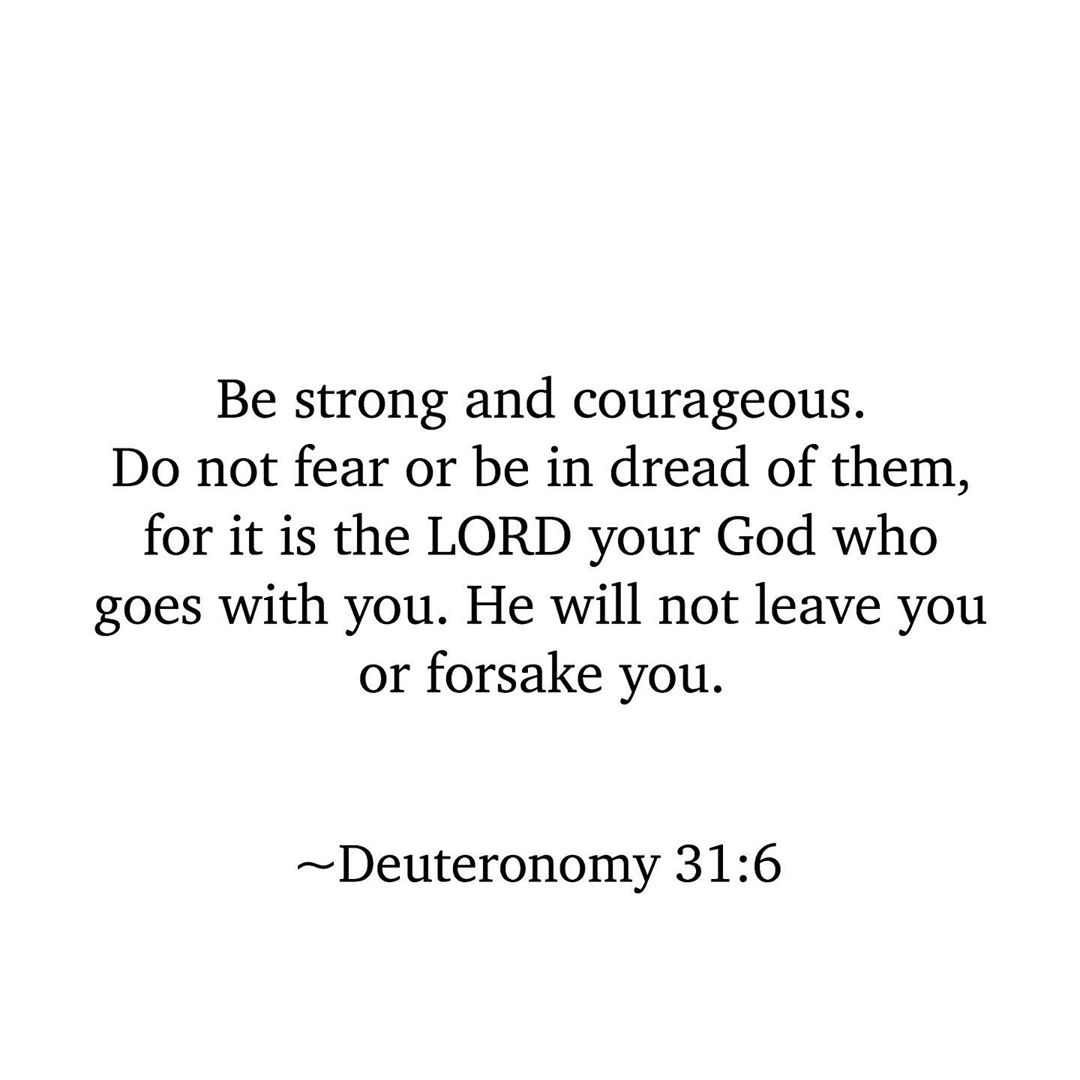 Be strong and courageous.
Do not fear or be in dread of them,
for it is the LORD your God who
goes with you. He will not leave you
or forsake you.
~Deuteronomy 31:6